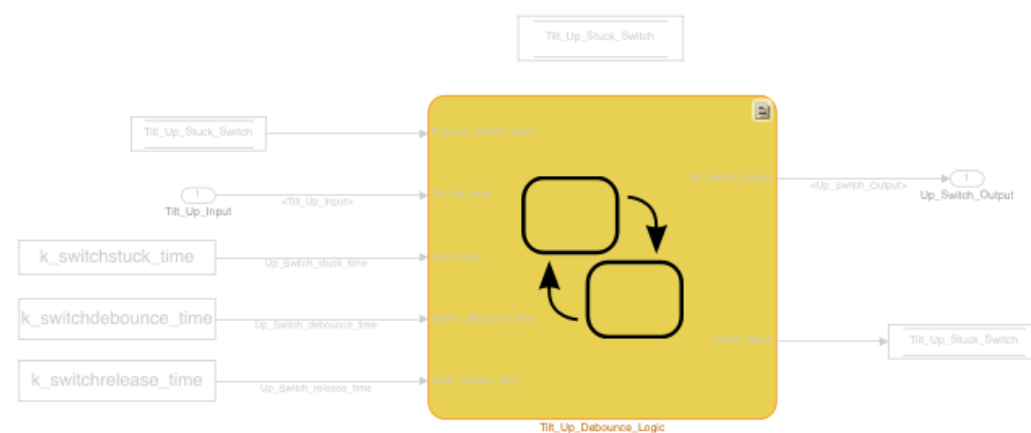 Tilt_Up_Stuck_Switch
Tilt_Up_Stuck_Switch
1
Tilt_Up_Input
<Tilt_Up_Input>
k_switchstuck_time
Up_Switch_stuck_time
k_switchdebounce_time
Up_Switch_debounce_time
k_switchrelease_time
Up_Switch_release_time
<Up_Switch_Output>
1
Up_Switch_Output
Tilt_Up_Stuck_Switch
Tilt_Up_Debounce_Logic